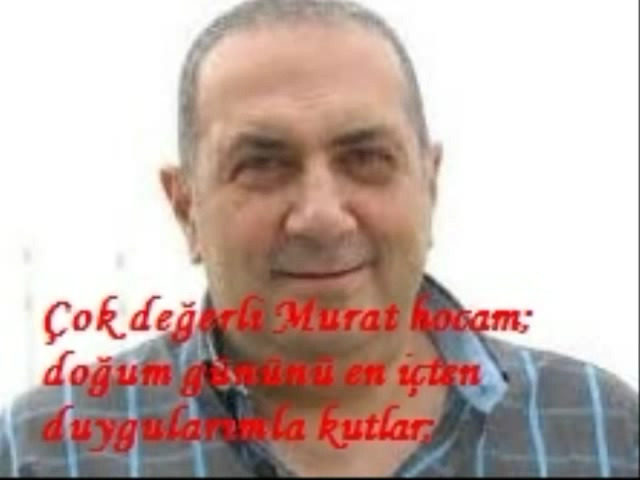 Çok değerli Murat hocam;
doğum gününü en içten
duygularımla kutlar;